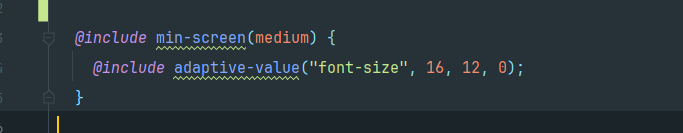 @include min-screen(medium) {
@include adaptive-value("font-size", 16, 12, 0);
}